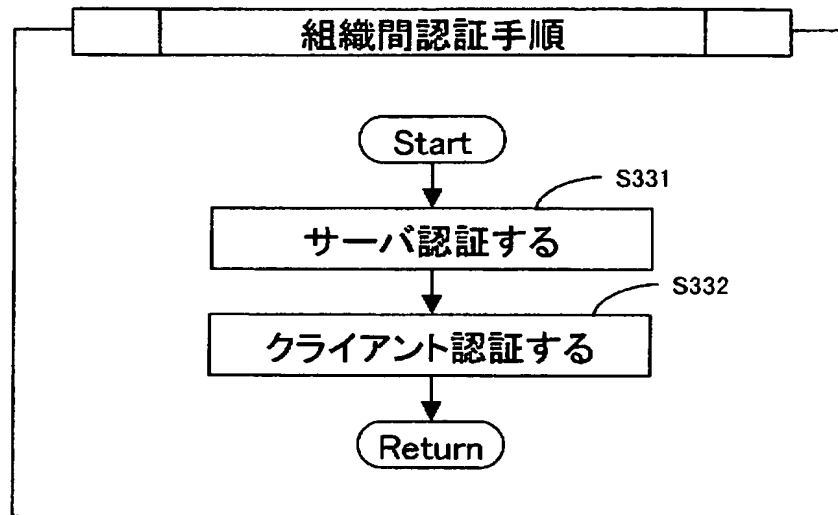 組織間認証手順
Start
S331
サーバ認証する
S332
クライアント認証する
Return